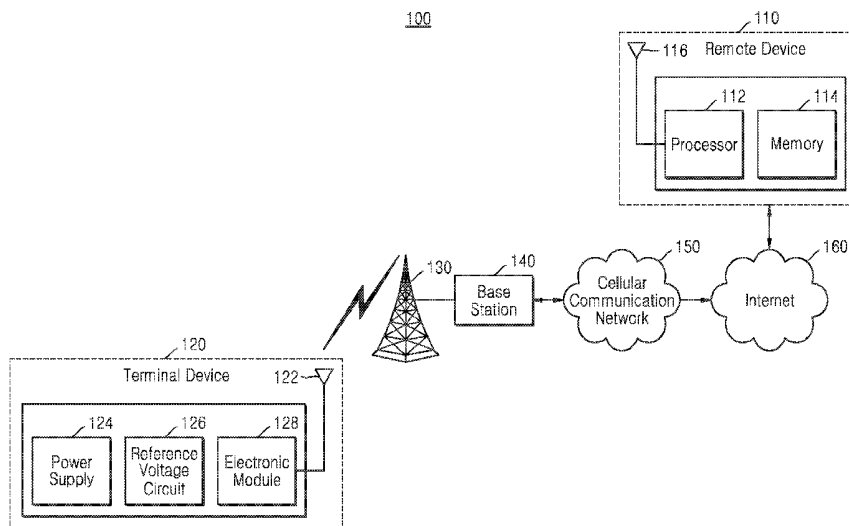 100
110
116
Remote Device
112
114
Processor
Memory
130
140
150
160
Base
Station
Cellular
Communication
Network
Internet
120
Terminal Device
122
124
126
128
Power
Supply
Reference
Voltage
Circuit
Electronic
Module